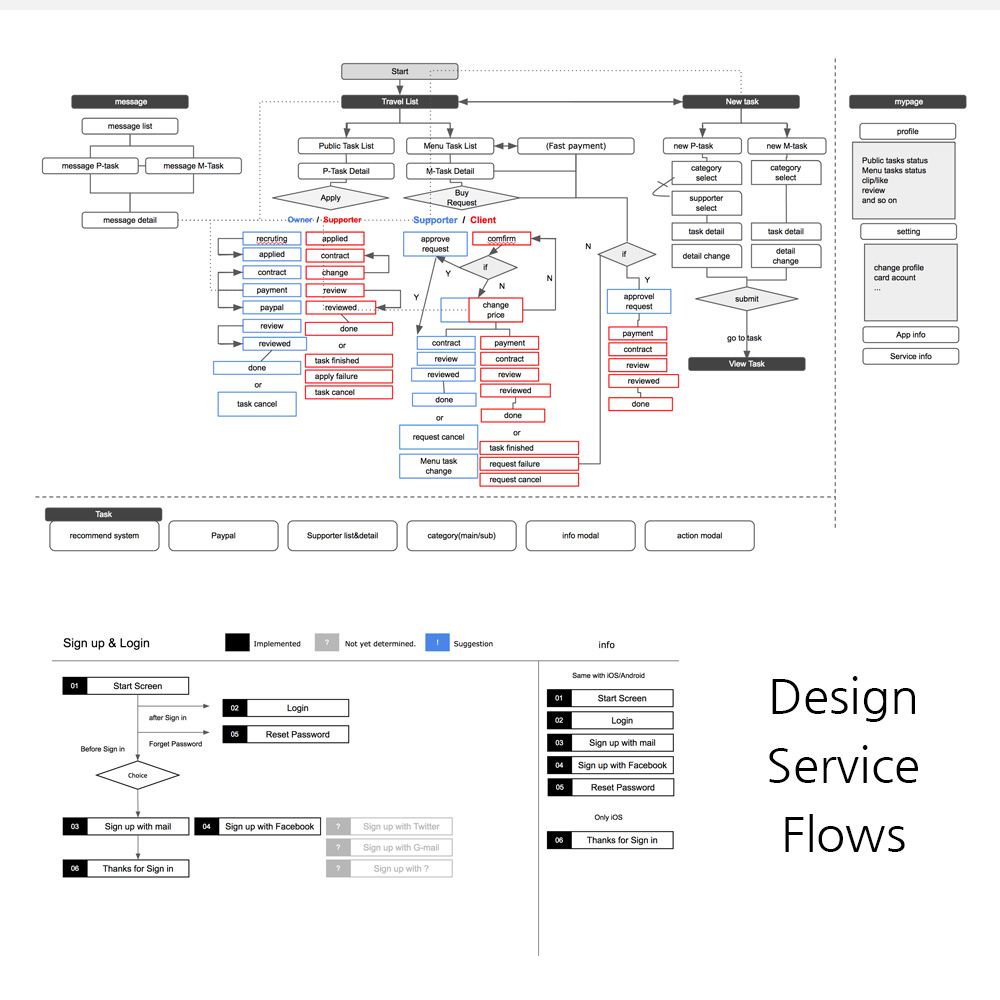 Start
message
Travel List
New task
mypage
message list
message P-task
message M-Task
message detail
Public Task List
Menu Task List
(Fast payment)
P-Task Detail
M-Task Detail
Apply
Buy
Request
Owner / Supporter
recruting
applied
contract
payment
paypal
review
reviewed
done
or
task cancel
applied
contract
change
review
reviewed
done
or
task finished
apply failure
task cancel
Supporter / Client
approve
request
comfirm
if
Y
N
N
Y
change
price
contract
review
reviewed
done
or
request cancel
Menu task
change
payment
contract
review
reviewed
done
or
task finished
request failure
request cancel
N
if
Y
approvel
request
payment
contract
review
reviewed
done
new P-task
new M-task
category
select
supporter
select
task detail
detail change
category
select
task detail
detail
change
submit
go to task
View Task
profile
Public tasks status
Menu tasks status
clip/like
review
and so on
setting
change profile
card acount
...
App info
Service info
Task
recommend system
Paypal
Supporter list&detail
category(main/sub)
info modal
action modal
Sign up & Login
Implemented
? Not yet determined.
! Suggestion
info
01 Start Screen
after Sign in
02 Login
Forget Password
05 Reset Password
Before Sign in
Choice
03 Sign up with mail
04 Sign up with Facebook
? Sign up with Twitter
? Sign up with G-mail
06 Thanks for Sign in
? Sign up with ?
Same with iOS/Android
01 Start Screen
02 Login
03 Sign up with mail
04 Sign up with Facebook
05 Reset Password
Only iOS
06 Thanks for Sign in
Design
Service
Flows